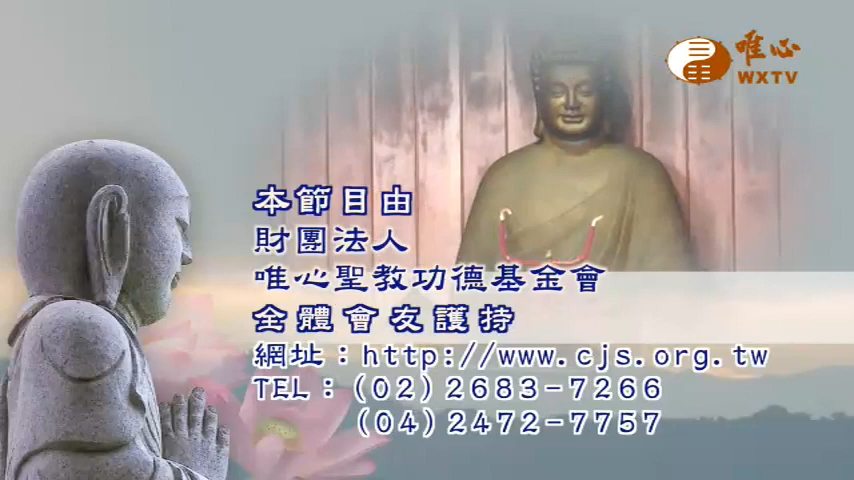 唯心
WXTV
本節目由
財團法人
唯心聖教功德基金會
全體會友護持
網址：http://www.cjs.org.tw
TEL：(02)2683-7266
(04)2472-7757